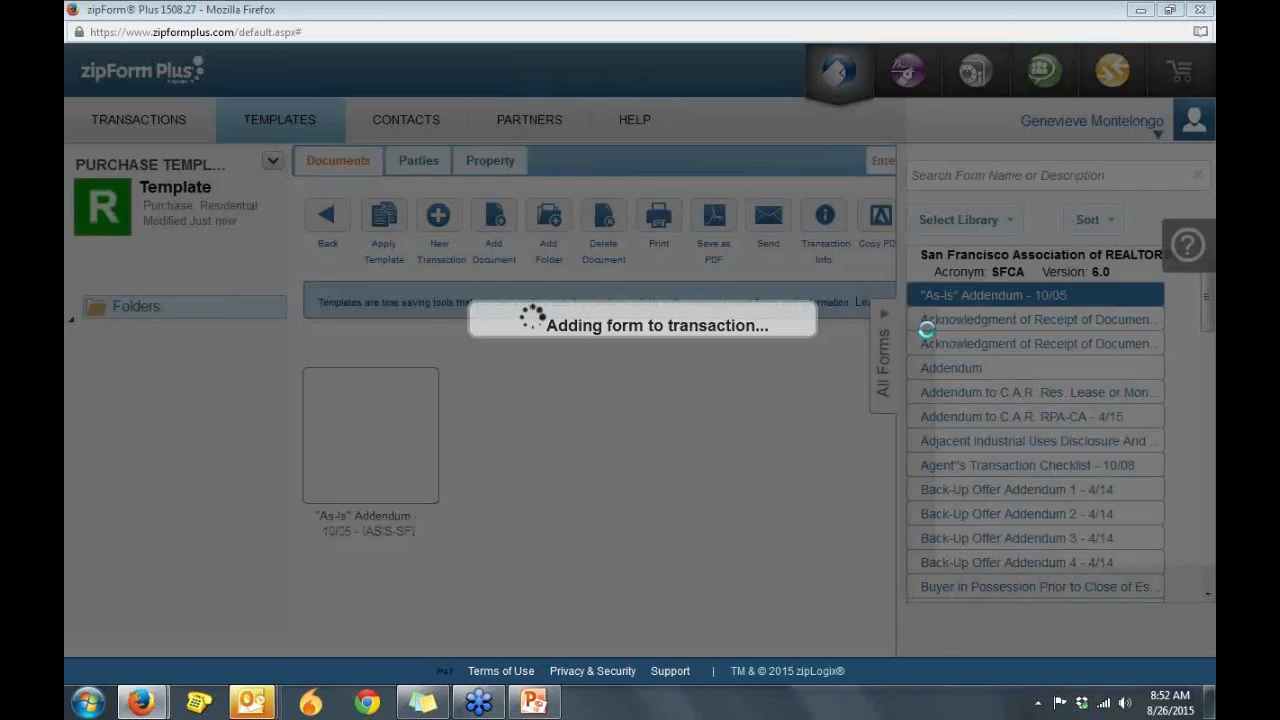 zipForm® Plus 1508.27 - Mozilla Firefox
https://www.zipformplus.com/default.aspx#
zipForm Plus
TRANSACTIONS TEMPLATES CONTACTS PARTNERS HELP
Genevieve Montelongo
PURCHASE TEMPL...
R
Template
Purchase: Residential
Modified Just now
Folders
Documents Parties Property
Ente
Back
Apply Template
New Transaction
Add Document
Add Folder
Delete Document
Print
Save as PDF
Send
Transaction Info
Copy PD
Templates are time saving tools that
formation Lea
Adding form to transaction...
"As-Is" Addendum -
10/05 - [ASIS-SF]
All Forms
Search Form Name or Description
Select Library Sort
?
San Francisco Association of REALTORS
Acronym: SFCA Version: 6.0
"As-Is" Addendum - 10/05
Acknowledgment of Receipt of Documen...
Acknowledgment of Receipt of Documen...
Addendum
Addendum to C.A.R. Res. Lease or Mon...
Addendum to C.A.R. RPA-CA - 4/15
Adjacent Industrial Uses Disclosure And ...
Agent"s Transaction Checklist - 10/08
Back-Up Offer Addendum 1 - 4/14
Back-Up Offer Addendum 2 - 4/14
Back-Up Offer Addendum 3 - 4/14
Back-Up Offer Addendum 4 - 4/14
Buyer in Possession Prior to Close of Es...
Terms of Use Privacy & Security Support | TM & © 2015 zipLogix®
8:52 AM
8/26/2015